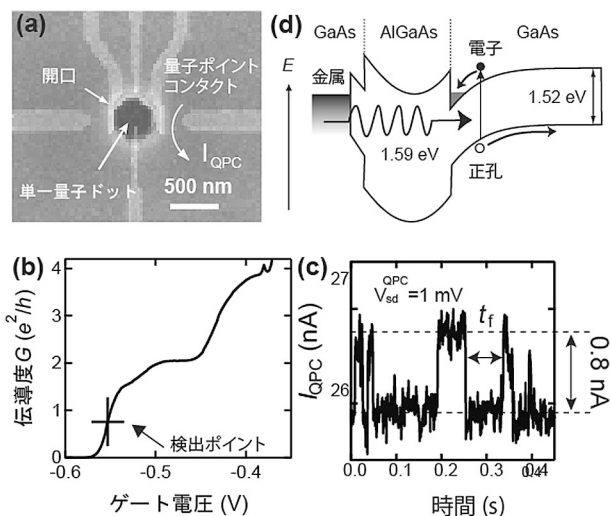 (a)
開口
量子ポイント
コンタクト
I_QPC
単一量子ドット
500 nm
(d)
GaAs
AlGaAs
GaAs
E
金属
電子
1.52 eV
1.59 eV
正孔
(b)
伝導度G (e²/h)
4
3
2
1
0
検出ポイント
-0.6
-0.5
-0.4
ゲート電圧 (V)
(c)
I_QPC (nA)
27
26
QPC
V_sd =1 mV
t_f
0.8 nA
0.0
0.1
0.2
0.3
0.4
時間 (s)